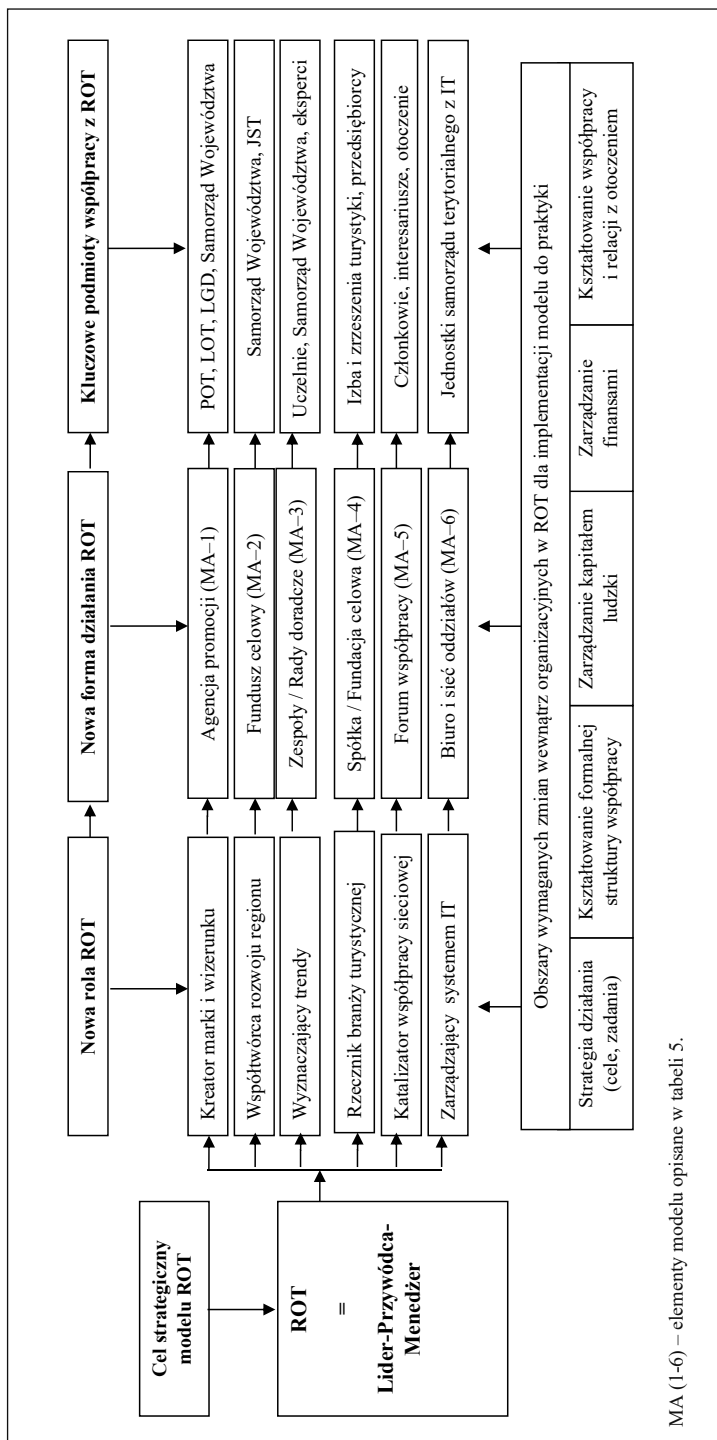 Cel strategiczny
modelu ROT
ROT
=
Lider-Przywódca-
Menedżer
Nowa rola ROT
Kreator marki i wizerunku
Współtwórca rozwoju regionu
Wyznaczający trendy
Rzecznik branży turystycznej
Katalizator współpracy sieciowej
Zarządzający systemem IT
Nowa forma działania ROT
Agencja promocji (MA–1)
Fundusz celowy (MA–2)
Zespoły / Rady doradcze (MA–3)
Spółka / Fundacja celowa (MA–4)
Forum współpracy (MA–5)
Biuro i sieć oddziałów (MA–6)
Kluczowe podmioty współpracy z ROT
POT, LOT, LGD, Samorząd Województwa
Samorząd Województwa, JST
Uczelnie, Samorząd Województwa, eksperci
Izba i zrzeszenia turystyki, przedsiębiorcy
Członkowie, interesariusze, otoczenie
Jednostki samorządu terytorialnego z IT
Obszary wymaganych zmian wewnątrz organizacyjnych w ROT dla implementacji modelu do praktyki
Strategia działania
(cele, zadania)
Kształtowanie formalnej
struktury współpracy
Zarządzanie kapitałem
ludzki
Zarządzanie
finansami
Kształtowanie współpracy
i relacji z otoczeniem
MA (1-6) – elementy modelu opisane w tabeli 5.